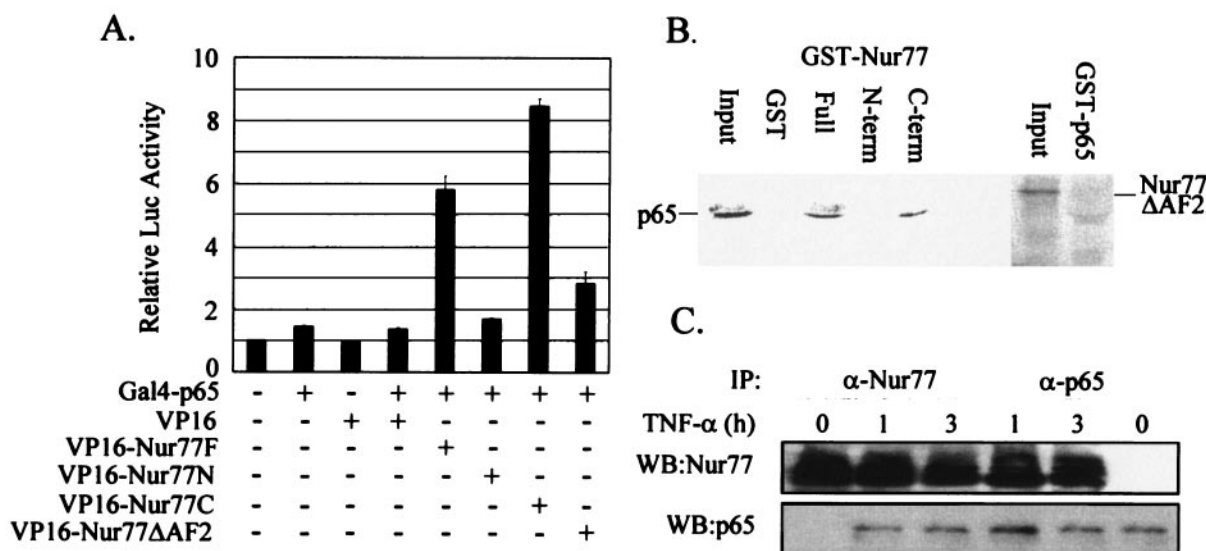 A.
Relative Luc Activity
10
8
6
4
2
0
Gal4-p65 - + - + + + + +
VP16 - - + + - - - -
VP16-Nur77F - - - - + - - -
VP16-Nur77N - - - - - + - -
VP16-Nur77C - - - - - - + -
VP16-Nur77ΔAF2 - - - - - - - +
B.
GST-Nur77
Input GST Full N-term C-term Input GST-p65
p65
Nur77
ΔAF2
C.
IP: α-Nur77 α-p65
TNF-α (h) 0 1 3 1 3 0
WB:Nur77
WB:p65